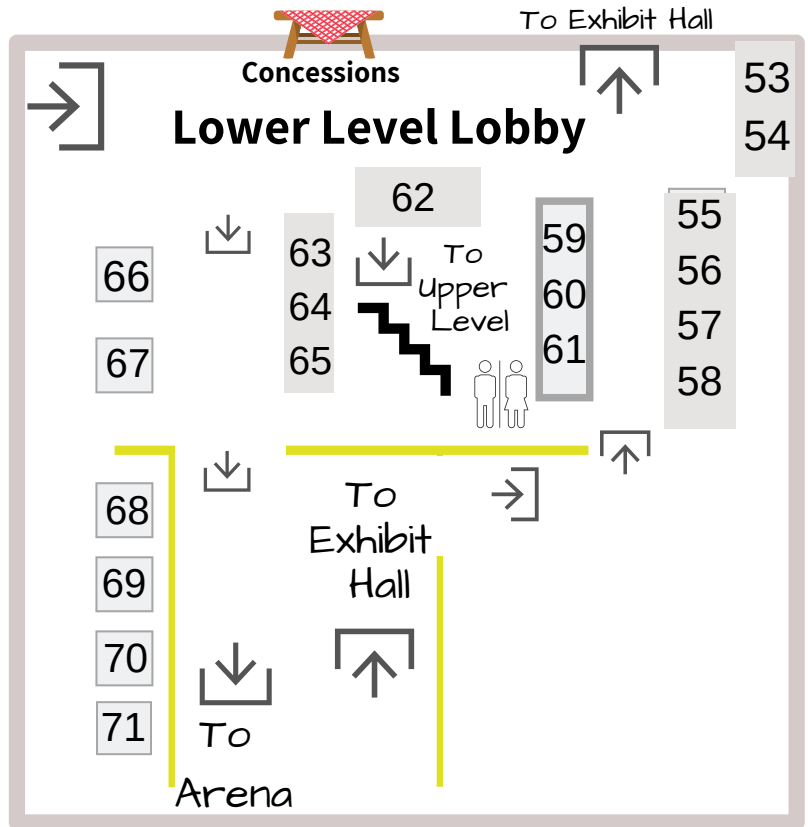 To Exhibit Hall
Concessions
Lower Level Lobby
53
54
55
56
57
58
59
60
61
62
63
64
65
To
Upper
Level
66
67
68
69
70
71
To
Exhibit
Hall
To
Arena